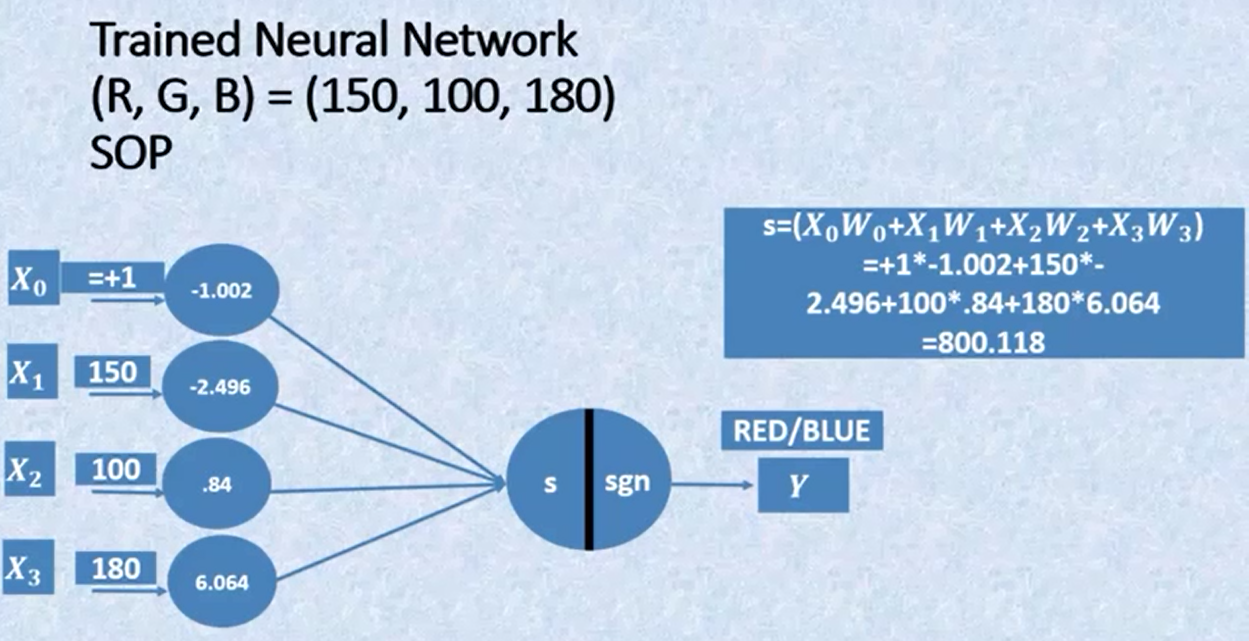 Trained Neural Network
(R, G, B) = (150, 100, 180)
SOP
s=(X₀W₀+X₁W₁+X₂W₂+X₃W₃)
=+1*-1.002+150*-
2.496+100*.84+180*6.064
=800.118
X₀ =+1 -1.002
X₁ 150 -2.496
X₂ 100 .84
X₃ 180 6.064
s sgn
RED/BLUE
Y